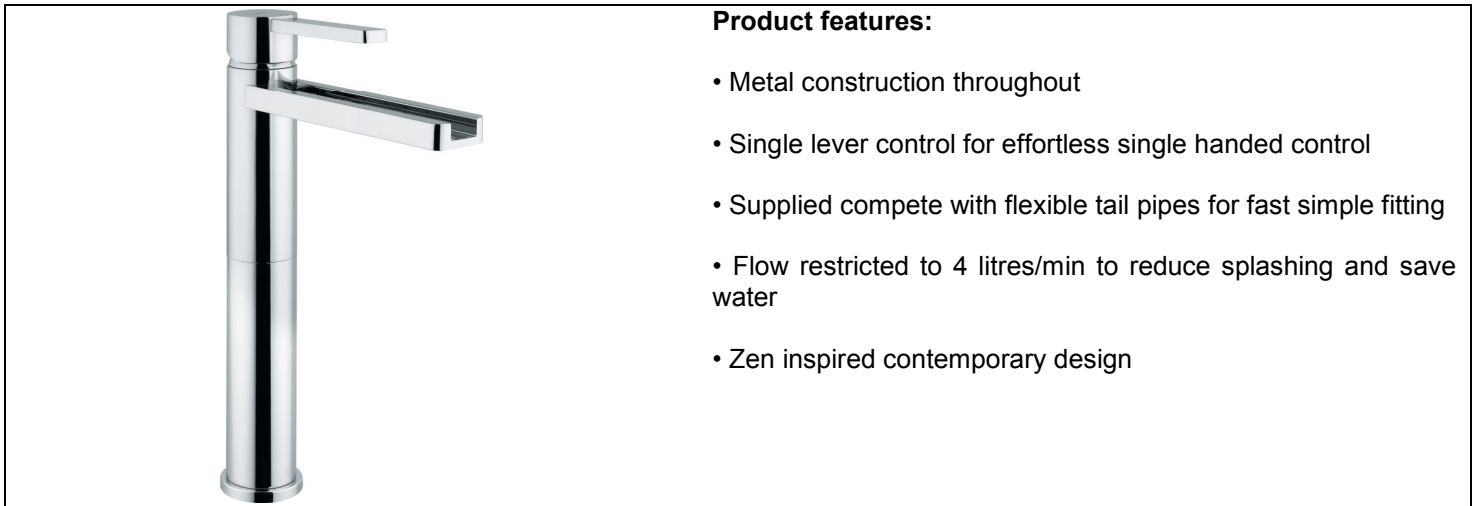 Product features:
• Metal construction throughout
• Single lever control for effortless single handed control
• Supplied compete with flexible tail pipes for fast simple fitting
• Flow restricted to 4 litres/min to reduce splashing and save
water
• Zen inspired contemporary design